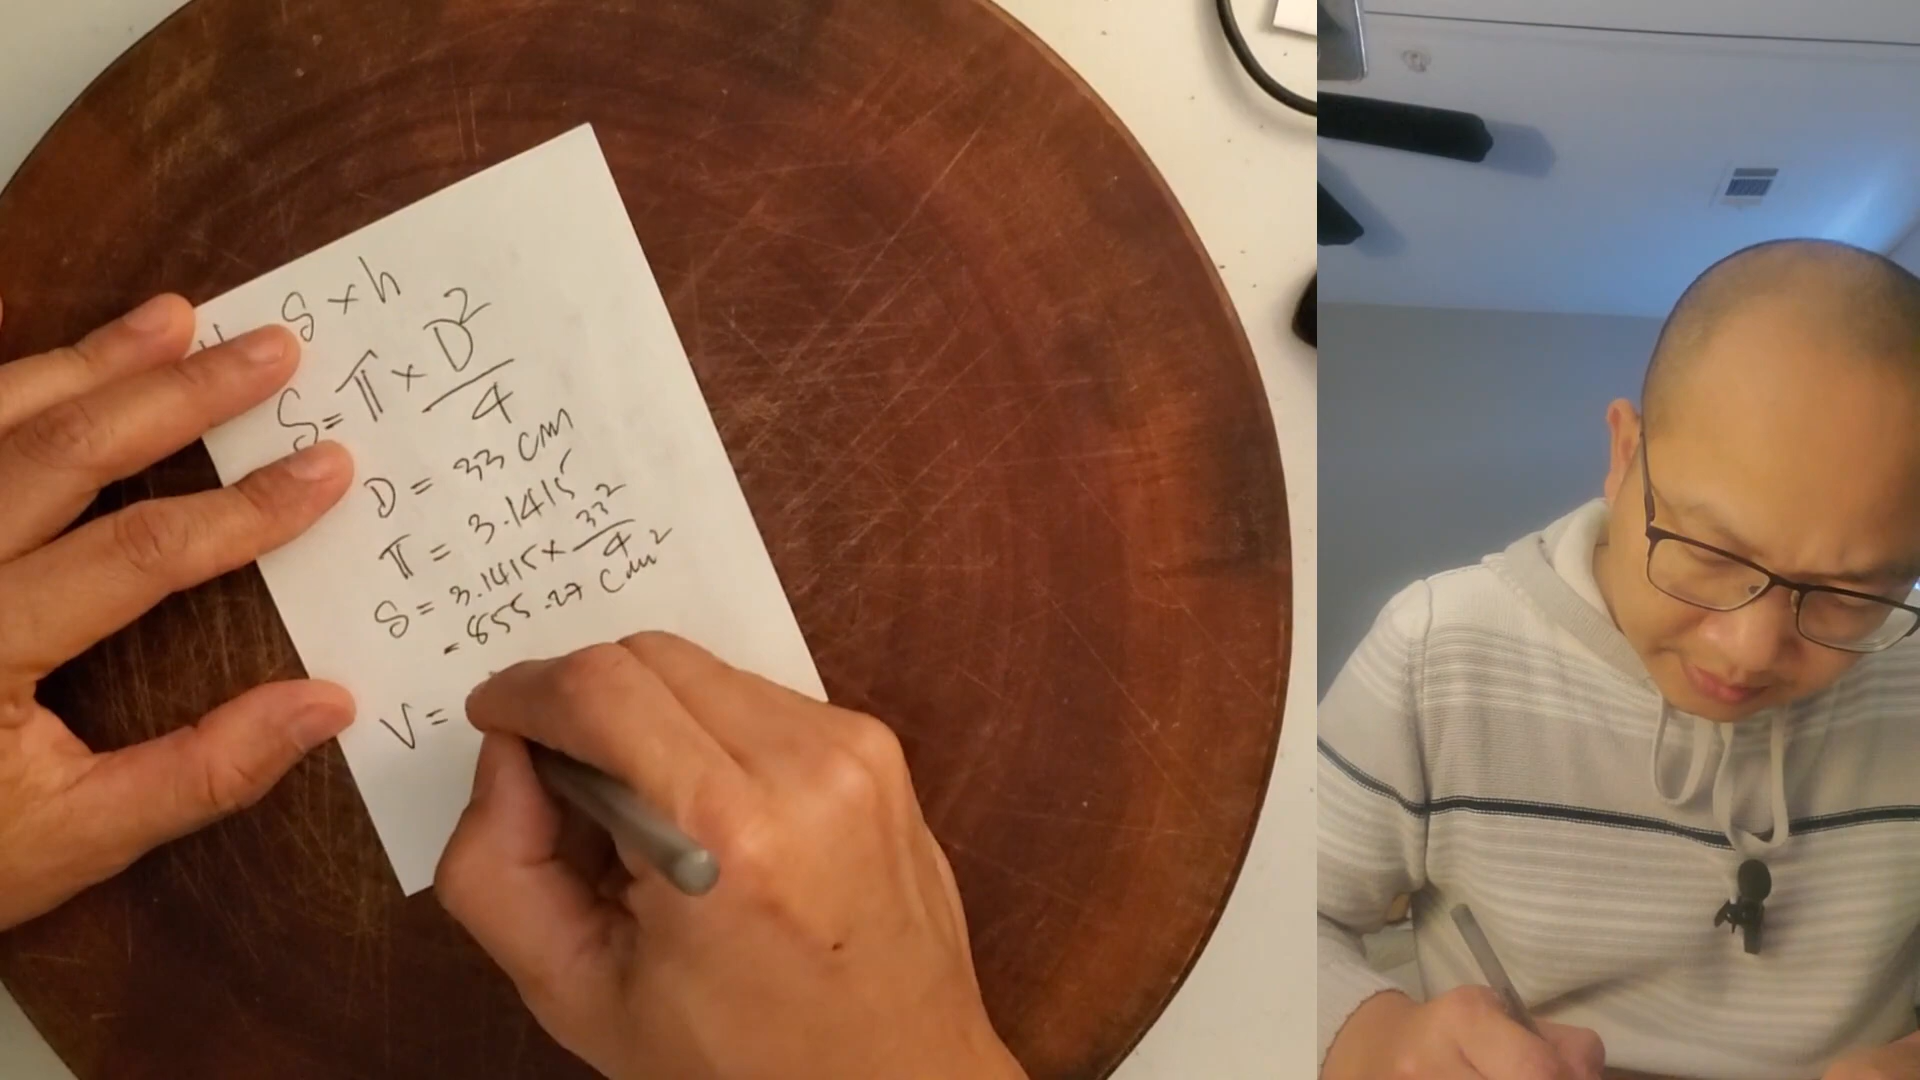 S × h
S = π × D²/4
D = 33 cm
π = 3.1415
S = 3.1415 × 33²/4
= 855.27 cm²
V =